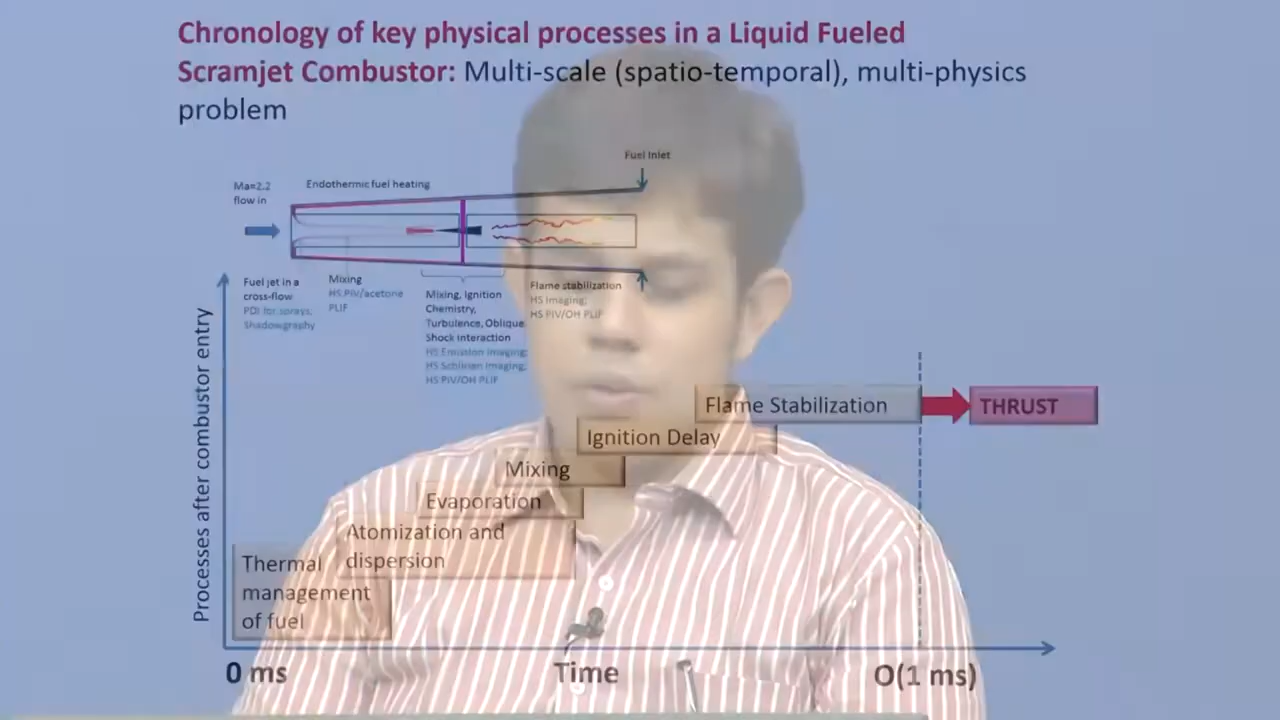 Chronology of key physical processes in a Liquid Fueled
Scramjet Combustor: Multi-scale (spatio-temporal), multi-physics
problem
Fuel Inlet
Ma=2.2
flow in
Endothermic fuel heating
Fuel jet in a
cross-flow
PDI for sprays,
Shadowgraphy
Mixing
HS PIV/acetone
PLIF
Mixing, Ignition
Chemistry,
Turbulence, Oblique
Shock Interaction
HS Emission Imaging;
HS Schlieren Imaging;
HS PIV/OH PLIF
Flame stabilization
HS Imaging;
HS PIV/OH PLIF
Processes after combustor entry
Flame Stabilization
THRUST
Ignition Delay
Mixing
Evaporation
Atomization and
dispersion
Thermal
management
of fuel
0 ms
Time
O(1 ms)